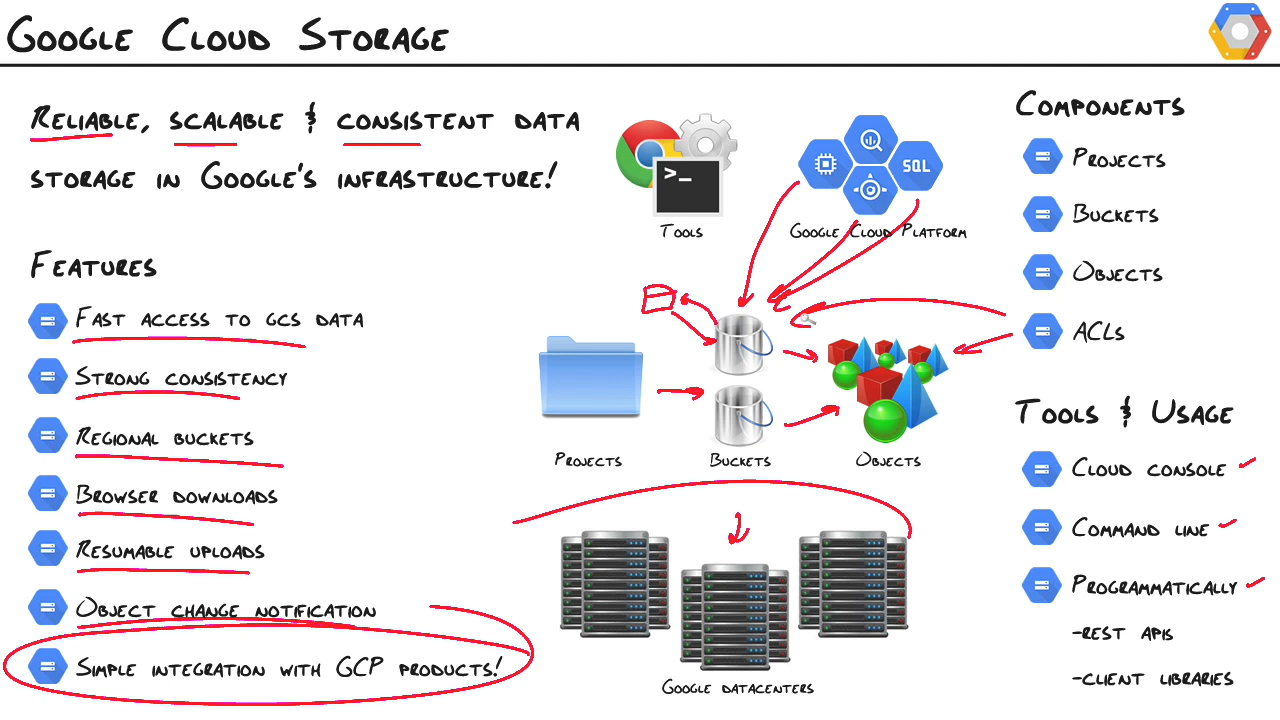 Google Cloud Storage
Reliable, scalable & consistent data
storage in Google's infrastructure!
Features
Fast access to GCS data
Strong consistency
Regional buckets
Browser downloads
Resumable uploads
Object change notification
Simple integration with GCP products!
>_
Tools
SQL
Google Cloud Platform
Projects
Buckets
Objects
Google datacenters
Components
Projects
Buckets
Objects
ACLs
Tools & Usage
Cloud console
Command line
Programmatically
-REST APIs
-client libraries